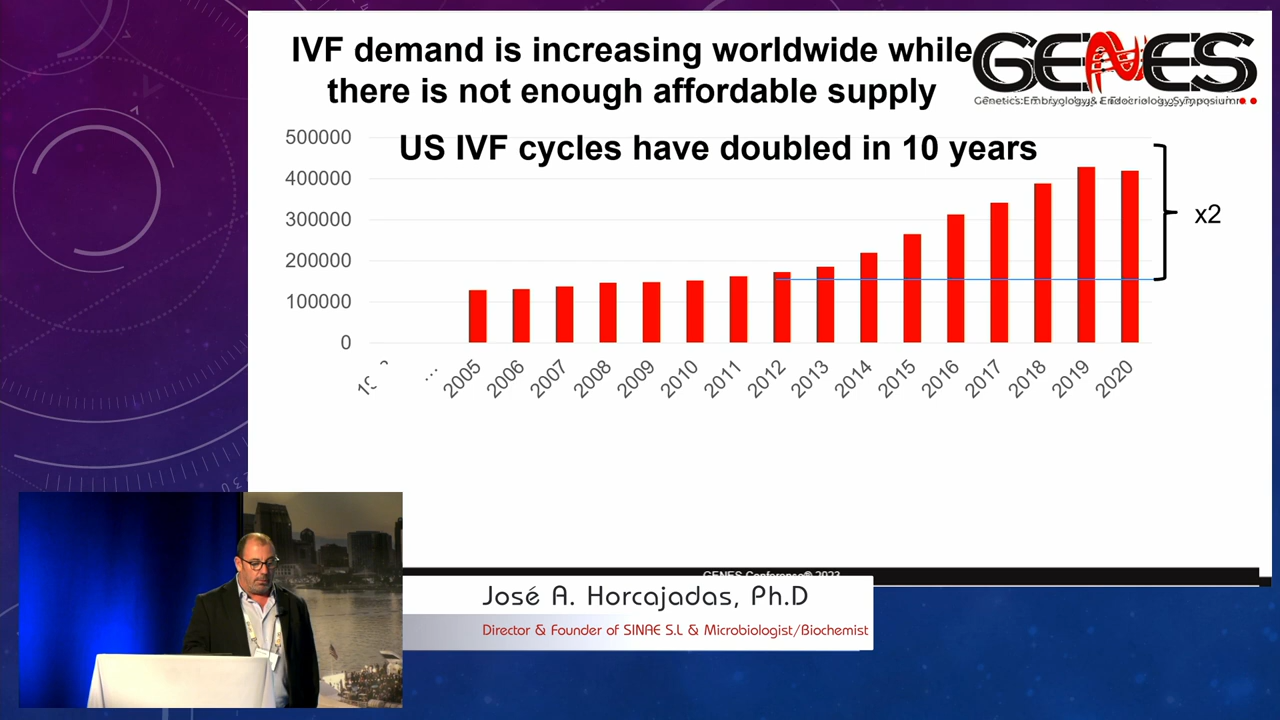 IVF demand is increasing worldwide while
there is not enough affordable supply
GENES
Genetics Embryology & Endocrinology Symposium
US IVF cycles have doubled in 10 years
500000
400000
300000
200000
100000
0
x2
... 2005 2006 2007 2008 2009 2010 2011 2012 2013 2014 2015 2016 2017 2018 2019 2020
GENES Conference® 2023
José A. Horcajadas, Ph.D
Director & Founder of SINAE S.L & Microbiologist/Biochemist
230